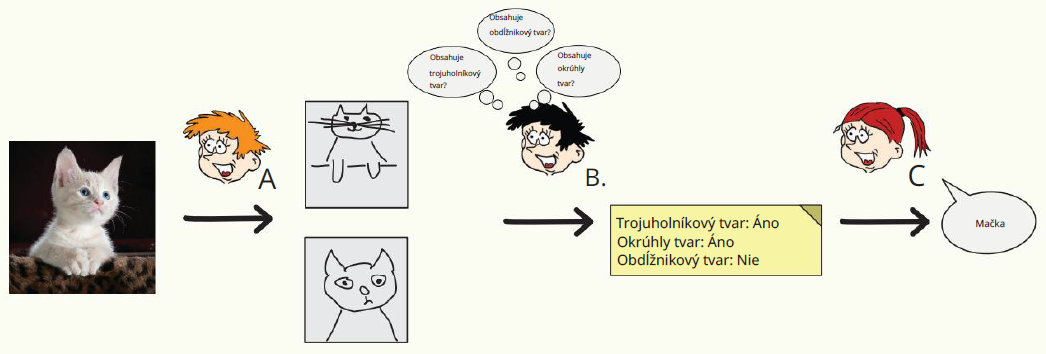 Obsahuje
obdĺžnikový tvar?
Obsahuje
trojuholníkový
tvar?
Obsahuje
okrúhly
tvar?
A
B.
C
Trojuholníkový tvar: Áno
Okrúhly tvar: Áno
Obdĺžnikový tvar: Nie
Mačka